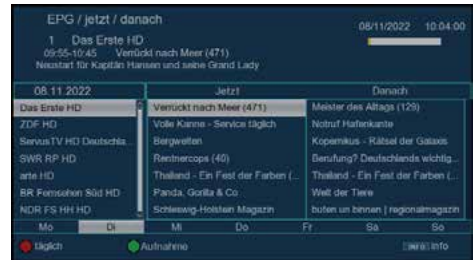 EPG / jetzt / danach
08/11/2022 10:04:00
1 Das Erste HD
09:55-10:45 Verrückt nach Meer (471)
Neustart für Kapitän Hansen und seine Grand Lady
08.11.2022 Jetzt Danach
Das Erste HD Verrückt nach Meer (471) Meister des Alltags (129)
ZDF HD Volle Kanne - Service täglich Notruf Hafenkante
ServusTV HD Deutschla... Bergwelten Kopernikus - Rätsel der Galaxis
SWR RP HD Rentnercops (40) Berufung? Deutschlands wichtig...
arte HD Thailand - Ein Fest der Farben (... Thailand - Ein Fest der Farben (...
BR Fernsehen Süd HD Panda, Gorilla & Co. Welt der Tiere
NDR FS HH HD Schleswig-Holstein Magazin buten un binnen | regionalmagazin
Mo Di Mi Do Fr Sa So
täglich Aufnahme INFO Info